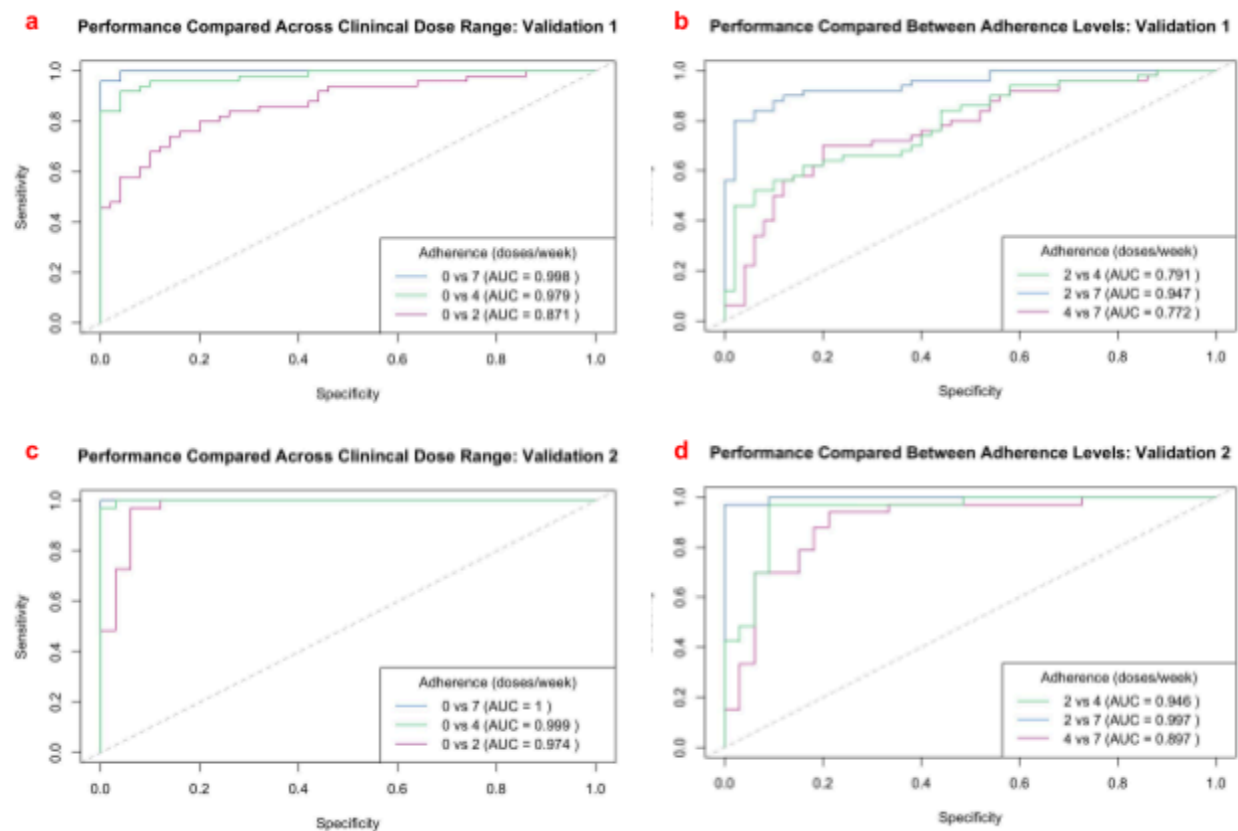 a Performance Compared Across Clinincal Dose Range: Validation 1
Sensitivity
1.0
0.8
0.6
0.4
0.2
0.0
Adherence (doses/week)
0 vs 7 (AUC = 0.998 )
0 vs 4 (AUC = 0.979 )
0 vs 2 (AUC = 0.871 )
0.0 0.2 0.4 0.6 0.8 1.0
Specificity
b Performance Compared Between Adherence Levels: Validation 1
1.0
0.8
0.6
0.4
0.2
0.0
Adherence (doses/week)
2 vs 4 (AUC = 0.791 )
2 vs 7 (AUC = 0.947 )
4 vs 7 (AUC = 0.772 )
0.0 0.2 0.4 0.6 0.8 1.0
Specificity
c Performance Compared Across Clinincal Dose Range: Validation 2
Sensitivity
1.0
0.8
0.6
0.4
0.2
0.0
Adherence (doses/week)
0 vs 7 (AUC = 1 )
0 vs 4 (AUC = 0.999 )
0 vs 2 (AUC = 0.974 )
0.0 0.2 0.4 0.6 0.8 1.0
Specificity
d Performance Compared Between Adherence Levels: Validation 2
1.0
0.8
0.6
0.4
0.2
0.0
Adherence (doses/week)
2 vs 4 (AUC = 0.946 )
2 vs 7 (AUC = 0.997 )
4 vs 7 (AUC = 0.897 )
0.0 0.2 0.4 0.6 0.8 1.0
Specificity